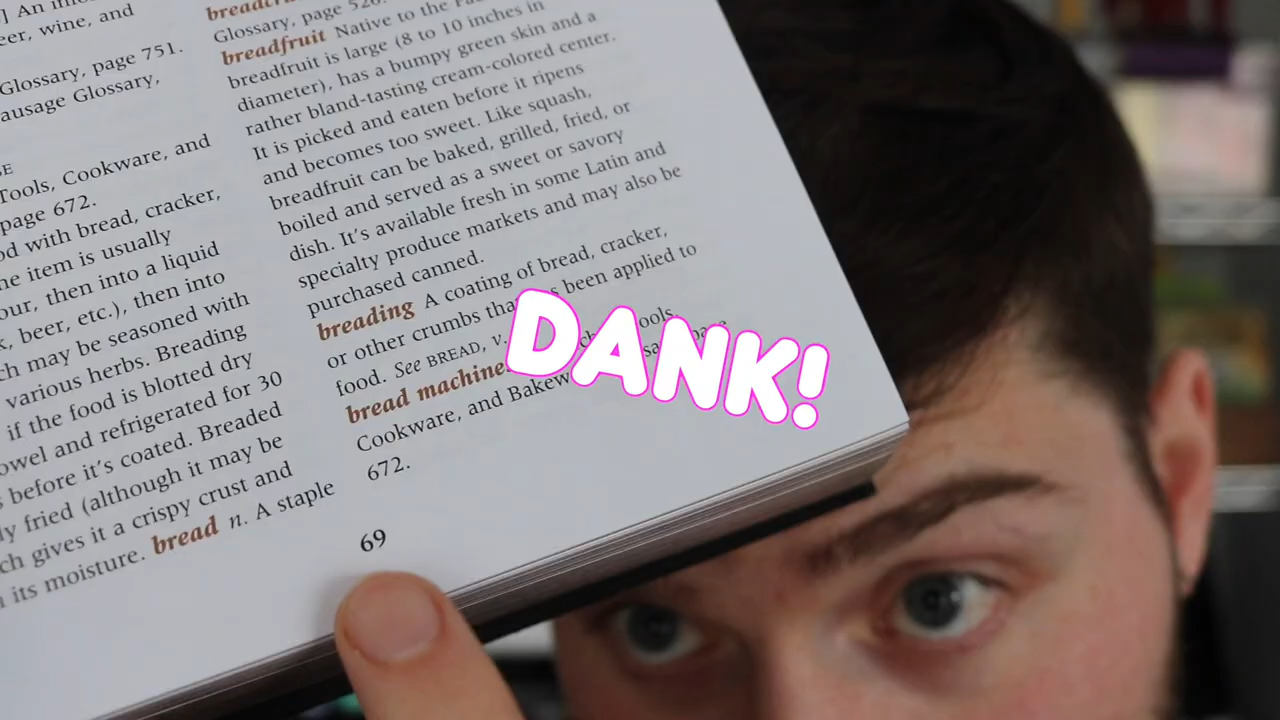 ] An
eer, wine, and
Glossary, page 751.
ausage Glossary,
Tools, Cookware, and
page 672.
od with bread, cracker,
ne item is usually
our, then into a liquid
, beer, etc.), then into
ch may be seasoned with
various herbs. Breading
if the food is blotted dry
owel and refrigerated for 30
s before it's coated. Breaded
ly fried (although it may be
ch gives it a crispy crust and
its moisture. bread n. A staple
Glossary, page
breadfruit Native to the
breadfruit is large (8 to 10 inches in
diameter), has a bumpy green skin and a
rather bland-tasting cream-colored center.
It is picked and eaten before it ripens
and becomes too sweet. Like squash,
breadfruit can be baked, grilled, fried, or
boiled and served as a sweet or savory
dish. It's available fresh in some Latin and
specialty produce markets and may also be
purchased canned.
breading A coating of bread, cracker,
or other crumbs been applied to
food. See BREAD, v.
bread machine
Cookware, and
672.
69
DANK!